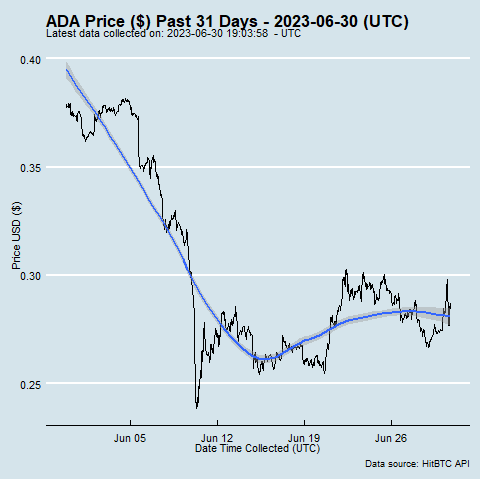 ADA Price ($) Past 31 Days - 2023-06-30 (UTC)
Latest data collected on: 2023-06-30 19:03:58 - UTC
0.40
0.35
0.30
0.25
Price USD ($)
Jun 05 Jun 12 Jun 19 Jun 26
Date Time Collected (UTC)
Data source: HitBTC API